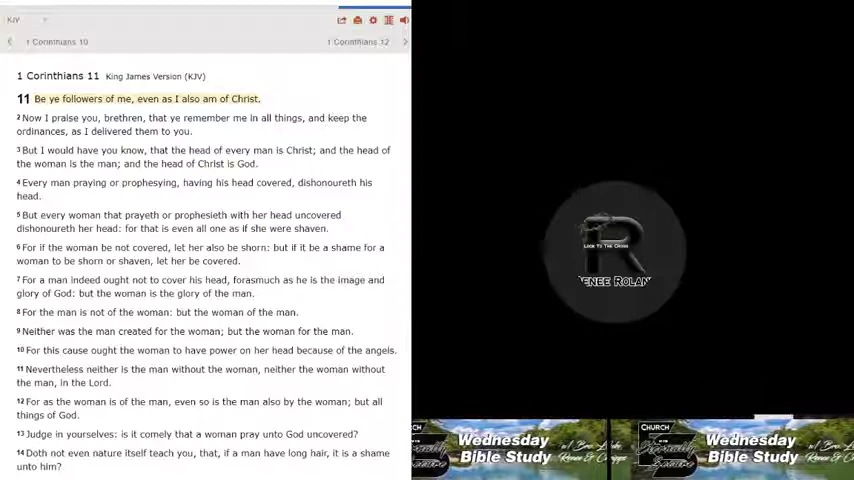 KJV
1 Corinthians 10
1 Corinthians 12
1 Corinthians 11 King James Version (KJV)
11 Be ye followers of me, even as I also am of Christ.
2 Now I praise you, brethren, that ye remember me in all things, and keep the
ordinances, as I delivered them to you.
3 But I would have you know, that the head of every man is Christ; and the head of
the woman is the man; and the head of Christ is God.
4 Every man praying or prophesying, having his head covered, dishonoureth his
head.
5 But every woman that prayeth or prophesieth with her head uncovered
dishonoureth her head: for that is even all one as if she were shaven.
6 For if the woman be not covered, let her also be shorn: but if it be a shame for a
woman to be shorn or shaven, let her be covered.
7 For a man indeed ought not to cover his head, forasmuch as he is the image and
glory of God: but the woman is the glory of the man.
8 For the man is not of the woman: but the woman of the man.
9 Neither was the man created for the woman; but the woman for the man.
10 For this cause ought the woman to have power on her head because of the angels.
11 Nevertheless neither is the man without the woman, neither the woman without
the man, in the Lord.
12 For as the woman is of the man, even so is the man also by the woman; but all
things of God.
13 Judge in yourselves: is it comely that a woman pray unto God uncovered?
14 Doth not even nature itself teach you, that, if a man have long hair, it is a shame
unto him?
R
LOOK TO THE CROSS
RENEE ROLAN
CHURCH
Eternally
Secure
Wednesday
Bible Study
w/ Bro.
Renee &
CHURCH
Eternally
Secure
Wednesday
Bible Study
w/ Bro.
Renee &